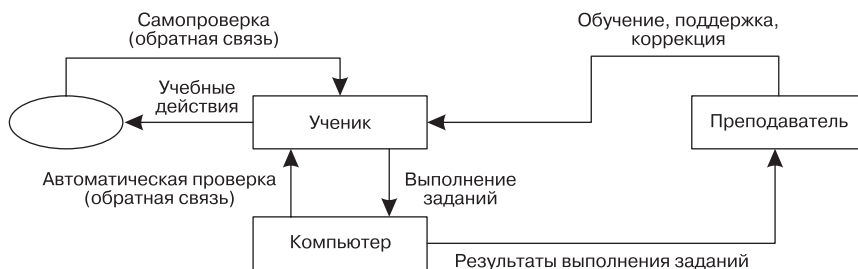 Самопроверка
(обратная связь)
Обучение, поддержка,
коррекция
Учебные
действия
Ученик
Преподаватель
Автоматическая проверка
(обратная связь)
Выполнение
заданий
Компьютер
Результаты выполнения заданий